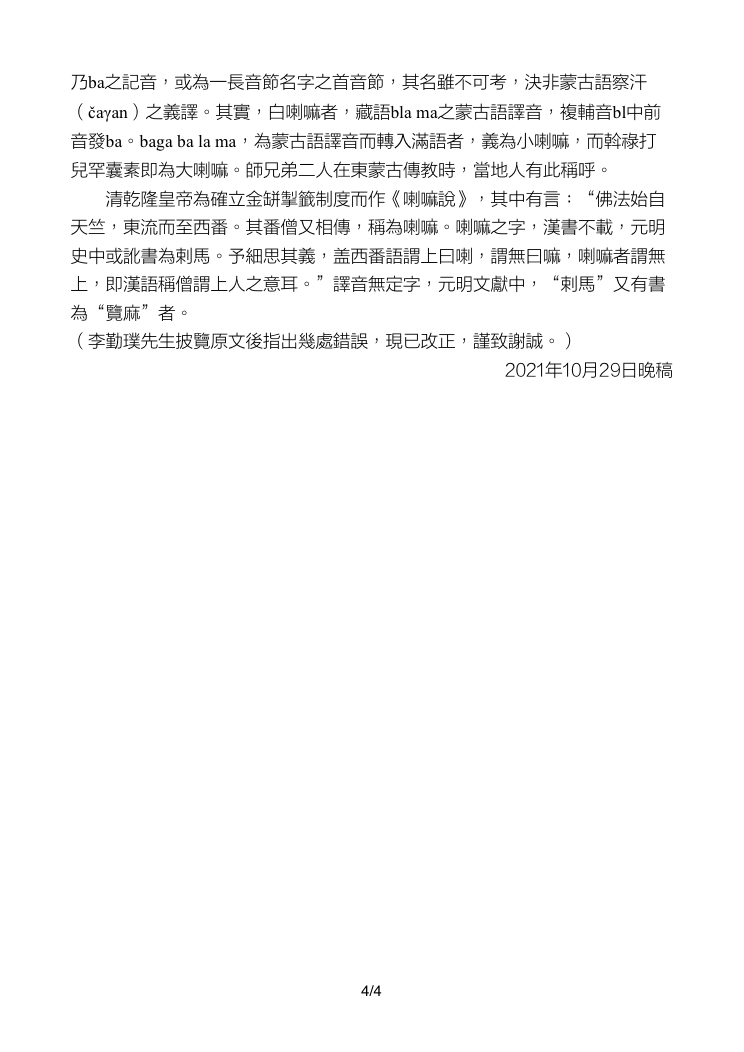 乃ba之記音，或為一長音節名字之首音節，其名雖不可考，決非蒙古語察汗
（čaγan）之義譯。其實，白喇嘛者，藏語bla ma之蒙古語譯音，複輔音bl中前
音發ba。baga ba la ma，為蒙古語譯音而轉入滿語者，義為小喇嘛，而斡祿打
兒罕囊素即為大喇嘛。師兄弟二人在東蒙古傳教時，當地人有此稱呼。
清乾隆皇帝為確立金缾掣籤制度而作《喇嘛說》，其中有言：“佛法始自
天竺，東流而至西番。其番僧又相傳，稱為喇嘛。喇嘛之字，漢書不載，元明
史中或訛書為剌馬。予細思其義，盖西番語謂上曰喇，謂無曰嘛，喇嘛者謂無
上，即漢語稱僧謂上人之意耳。”譯音無定字，元明文獻中，“剌馬”又有書
為“覽麻”者。
（李勤璞先生披覽原文後指出幾處錯誤，現已改正，謹致謝誠。）
2021年10月29日晚稿
4/4